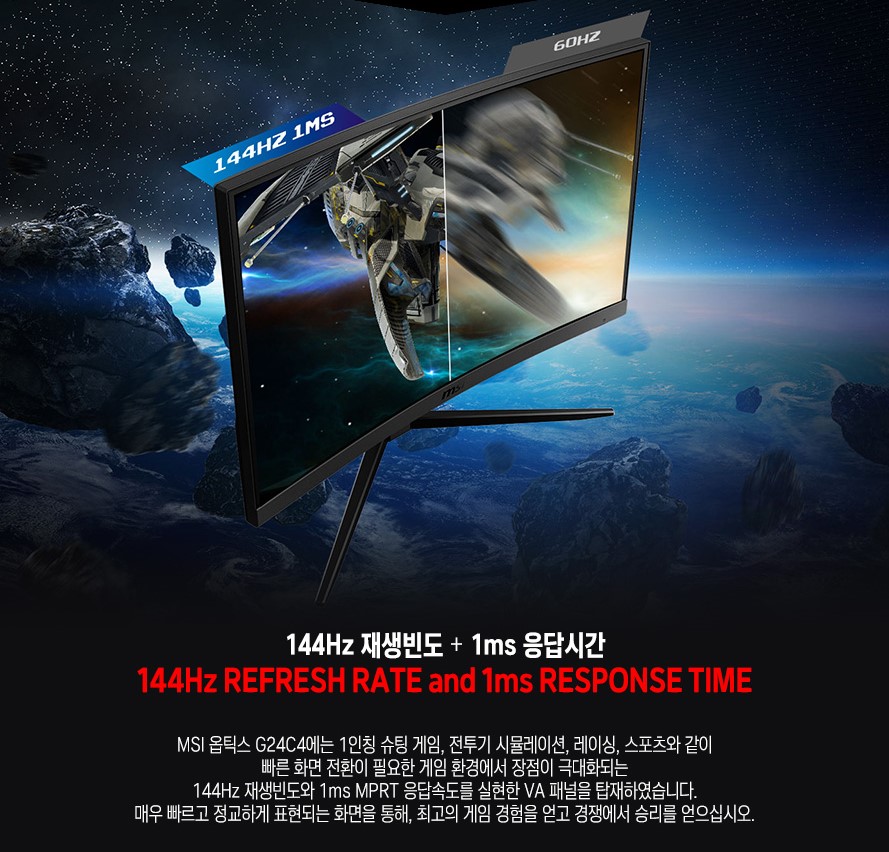 60HZ
144HZ 1MS
msi
144Hz 재생빈도 + 1ms 응답시간
144Hz REFRESH RATE and 1ms RESPONSE TIME
MSI 옵틱스 G24C4에는 1인칭 슈팅 게임, 전투기 시뮬레이션, 레이싱, 스포츠와 같이
빠른 화면 전환이 필요한 게임 환경에서 장점이 극대화되는
144Hz 재생빈도와 1ms MPRT 응답속도를 실현한 VA 패널을 탑재하였습니다.
매우 빠르고 정교하게 표현되는 화면을 통해, 최고의 게임 경험을 얻고 경쟁에서 승리를 얻으십시오.